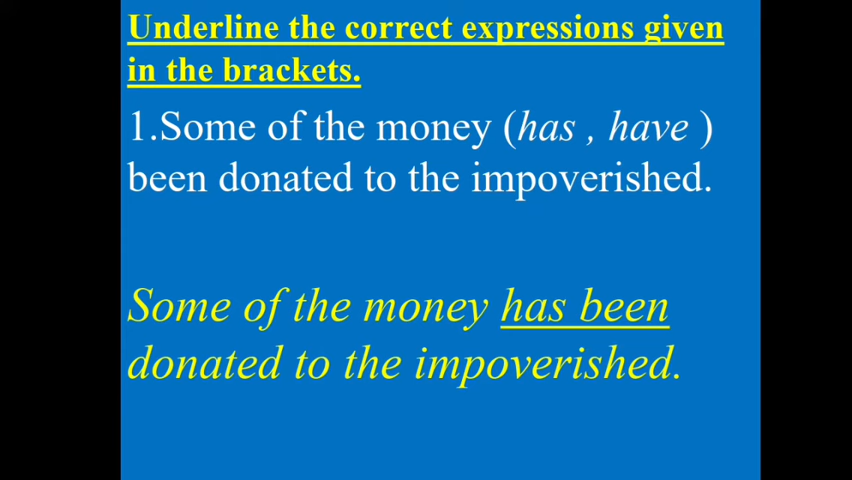 Underline the correct expressions given
in the brackets.
1.Some of the money (has , have )
been donated to the impoverished.
Some of the money has been
donated to the impoverished.